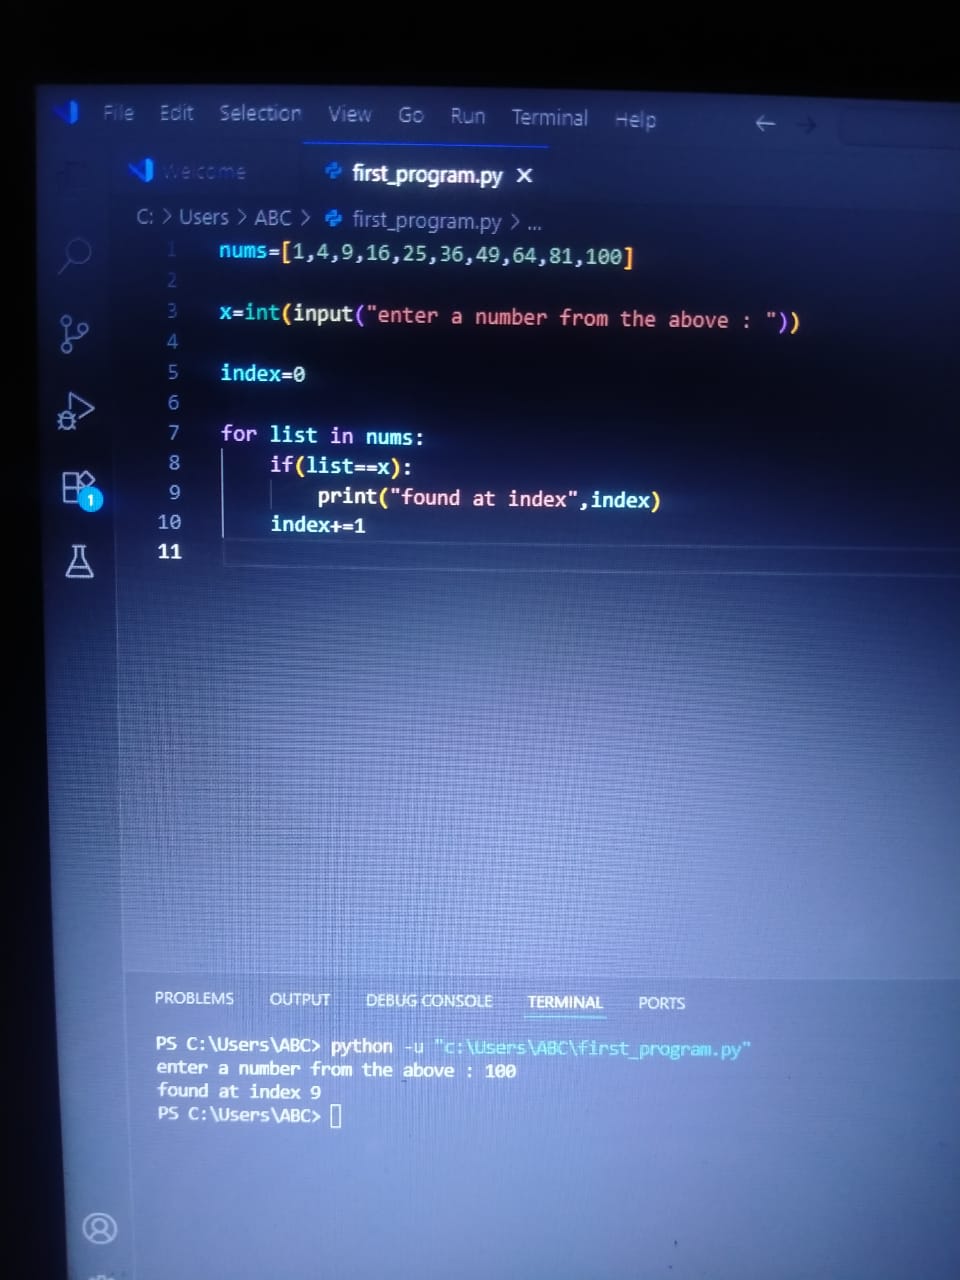 File Edit Selection View Go Run Terminal Help
Welcome first_program.py
C: > Users > ABC > first_program.py > ...
1 nums=[1,4,9,16,25,36,49,64,81,100]
2
3 x=int(input("enter a number from the above : "))
4
5 index=0
6
7 for list in nums:
8 if(list==x):
9 print("found at index",index)
10 index+=1
11
1
PROBLEMS OUTPUT DEBUG CONSOLE TERMINAL PORTS
PS C:\Users\ABC> python -u "c:\Users\ABC\first_program.py"
enter a number from the above : 100
found at index 9
PS C:\Users\ABC>